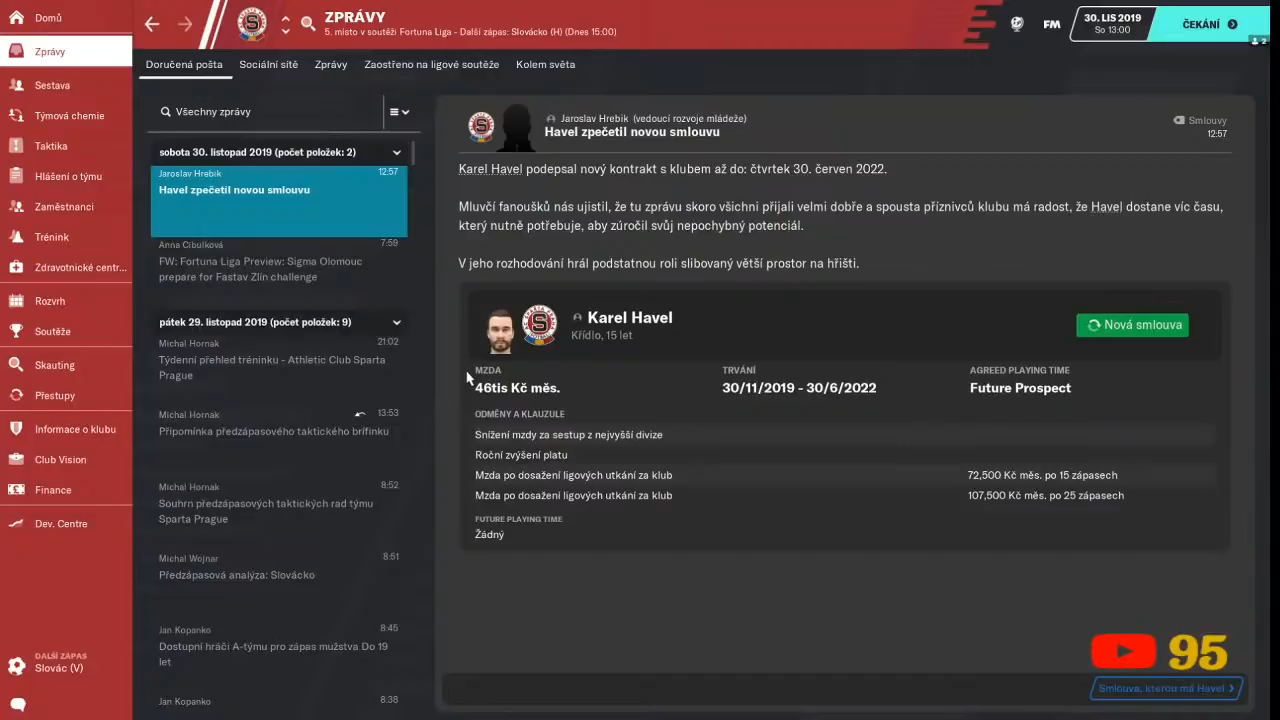 Domů
Zprávy
Sestava
Týmová chemie
Taktika
Hlášení o týmu
Zaměstnanci
Trénink
Zdravotnické centr...
Rozvrh
Soutěže
Skauting
Přestupy
Informace o klubu
Club Vision
Finance
Dev. Centre
DALŠÍ ZÁPAS
Slovác (V)
ZPRÁVY
5. místo v soutěži Fortuna Liga - Další zápas: Slovácko (H) (Dnes 15:00)
FM
30. LIS 2019
So 13:00
ČEKÁNÍ
2
Doručená pošta
Sociální sítě
Zprávy
Zaostřeno na ligové soutěže
Kolem světa
Všechny zprávy
sobota 30. listopad 2019 (počet položek: 2)
Jaroslav Hrebik 12:57
Havel zpečetil novou smlouvu
Anna Cibulková 7:59
FW: Fortuna Liga Preview: Sigma Olomouc
prepare for Fastav Zlín challenge
pátek 29. listopad 2019 (počet položek: 9)
Michal Hornak 21:02
Týdenní přehled tréninku - Athletic Club Sparta
Prague
Michal Hornak 13:53
Připomínka předzápasového taktického brífinku
Michal Hornak 8:52
Souhrn předzápasových taktických rad týmu
Sparta Prague
Michal Wojnar 8:51
Předzápasová analýza: Slovácko
Jan Kopanko 8:45
Dostupní hráči A-týmu pro zápas mužstva Do 19
let
Jan Kopanko 8:38
Jaroslav Hrebik (vedoucí rozvoje mládeže)
Havel zpečetil novou smlouvu
Smlouvy
12:57
Karel Havel podepsal nový kontrakt s klubem až do: čtvrtek 30. červen 2022.
Mluvčí fanoušků nás ujistil, že tu zprávu skoro všichni přijali velmi dobře a spousta příznivců klubu má radost, že Havel dostane víc času,
který nutně potřebuje, aby zúročil svůj nepochybný potenciál.
V jeho rozhodování hrál podstatnou roli slibovaný větší prostor na hřišti.
Karel Havel
Křídlo, 15 let
Nová smlouva
MZDA
46tis Kč měs.
TRVÁNÍ
30/11/2019 - 30/6/2022
AGREED PLAYING TIME
Future Prospect
ODMĚNY A KLAUZULE
Snížení mzdy za sestup z nejvyšší divize
Roční zvýšení platu
Mzda po dosažení ligových utkání za klub 72,500 Kč měs. po 15 zápasech
Mzda po dosažení ligových utkání za klub 107,500 Kč měs. po 25 zápasech
FUTURE PLAYING TIME
Žádný
95
Smlouva, kterou má Havel